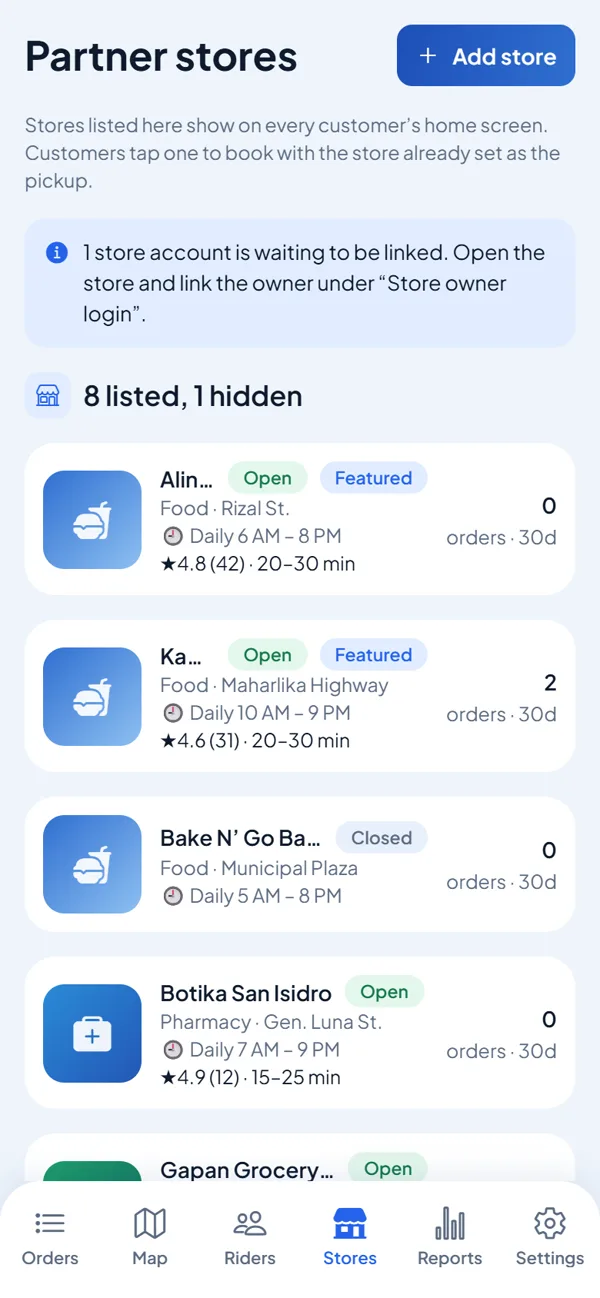 Partner stores
+ Add store
Stores listed here show on every customer’s home screen.
Customers tap one to book with the store already set as the
pickup.
1 store account is waiting to be linked. Open the
store and link the owner under “Store owner
login”.
8 listed, 1 hidden
Alin... Open Featured
Food · Rizal St.
Daily 6 AM – 8 PM
★4.8 (42) · 20–30 min
0
orders · 30d
Ka... Open Featured
Food · Maharlika Highway
Daily 10 AM – 9 PM
★4.6 (31) · 20–30 min
2
orders · 30d
Bake N’ Go Ba... Closed
Food · Municipal Plaza
Daily 5 AM – 8 PM
0
orders · 30d
Botika San Isidro Open
Pharmacy · Gen. Luna St.
Daily 7 AM – 9 PM
★4.9 (12) · 15–25 min
0
orders · 30d
Gapan Grocery... Open
Orders Map Riders Stores Reports Settings